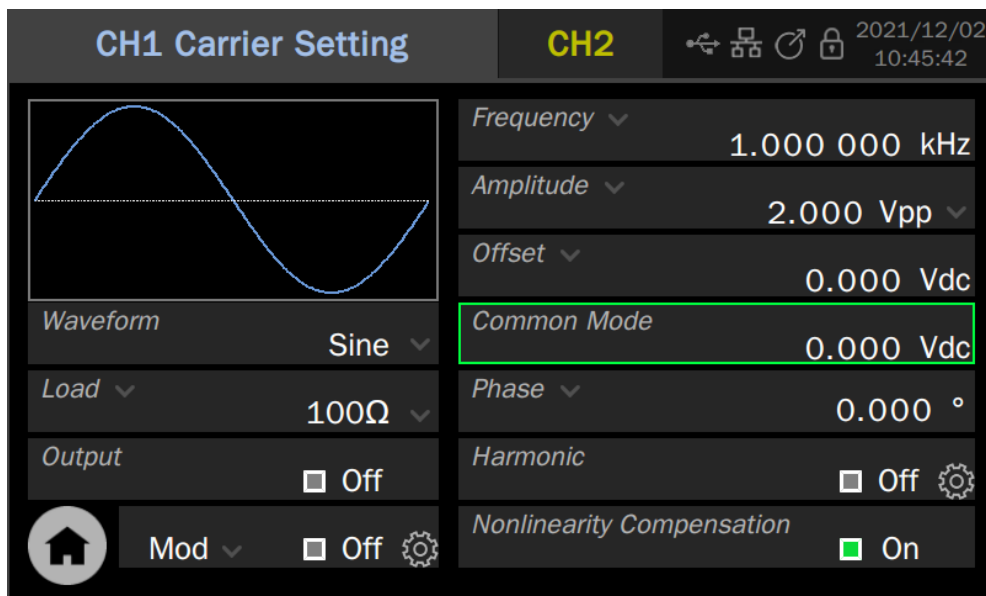 CH1 Carrier Setting
CH2
2021/12/02
10:45:42
Frequency
1.000 000 kHz
Amplitude
2.000 Vpp
Offset
0.000 Vdc
Waveform
Sine
Common Mode
0.000 Vdc
Load
100Ω
Phase
0.000 °
Output
Off
Harmonic
Off
Mod
Off
Nonlinearity Compensation
On